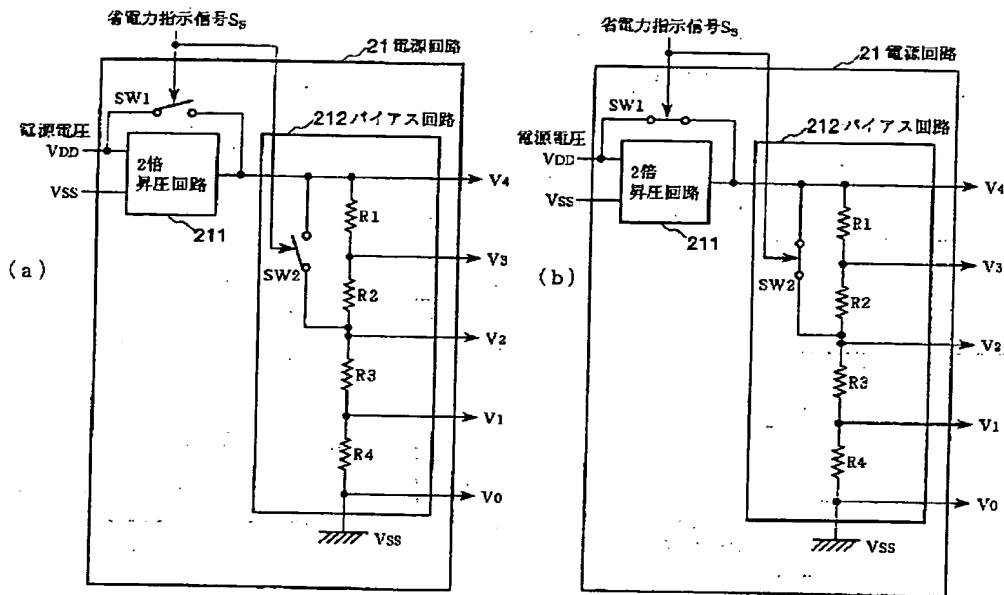 省電力指示信号SS
21 電源回路
SW1
212 バイアス回路
電源電圧
VDD
2倍
昇圧回路
VSS
211
V4
R1
(a)
SW2
V3
R2
V2
R3
V1
R4
V0
VSS
省電力指示信号SS
21 電源回路
SW1
212 バイアス回路
電源電圧
VDD
2倍
昇圧回路
VSS
211
V4
R1
(b)
SW2
V3
R2
V2
R3
V1
R4
V0
VSS